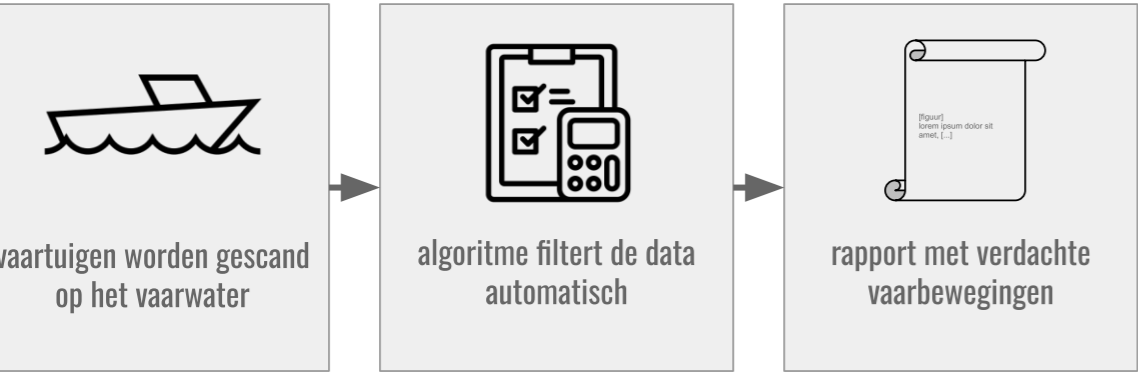 vaartuigen worden gescand
op het vaarwater
algoritme filtert de data
automatisch
[figuur]
lorem ipsum dolor sit
amet, [...]
rapport met verdachte
vaarbewegingen